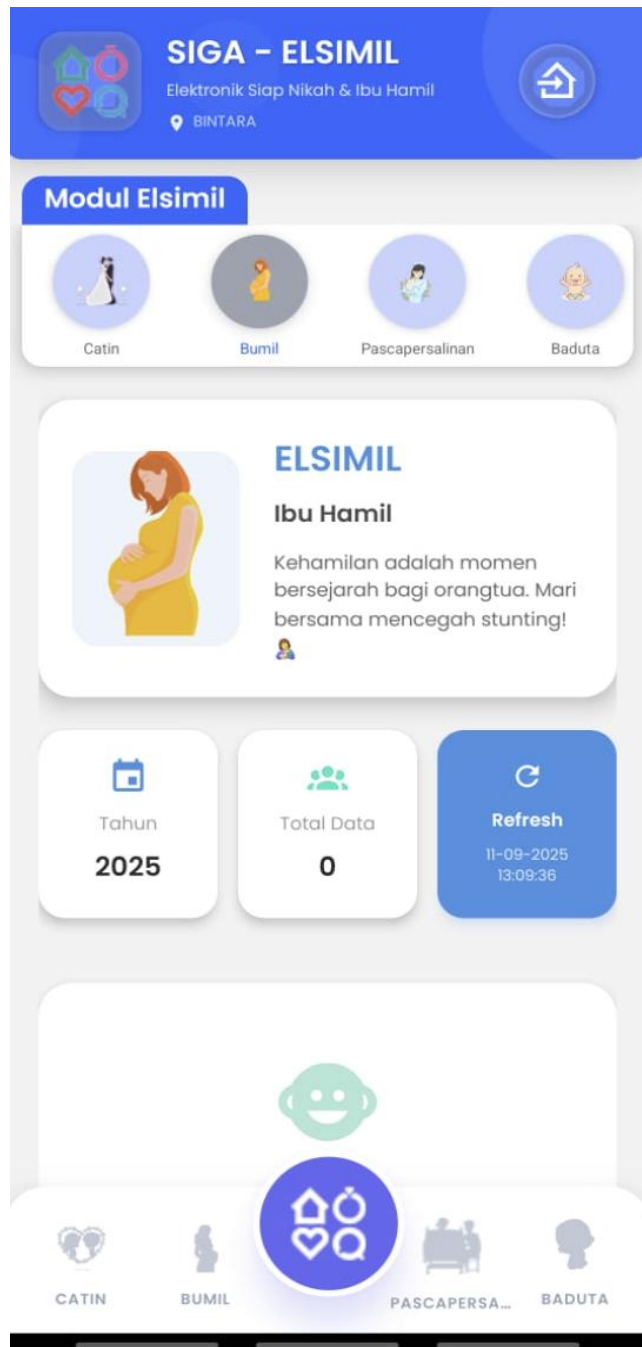 SIGA - ELSIMIL
Elektronik Siap Nikah & Ibu Hamil
BINTARA
Modul Elsimil
Catin
Bumil
Pascapersalinan
Baduta
ELSIMIL
Ibu Hamil
Kehamilan adalah momen
bersejarah bagi orangtua. Mari
bersama mencegah stunting!
Tahun
2025
Total Data
0
Refresh
11-09-2025
13:09:36
CATIN
BUMIL
PASCAPERSA...
BADUTA